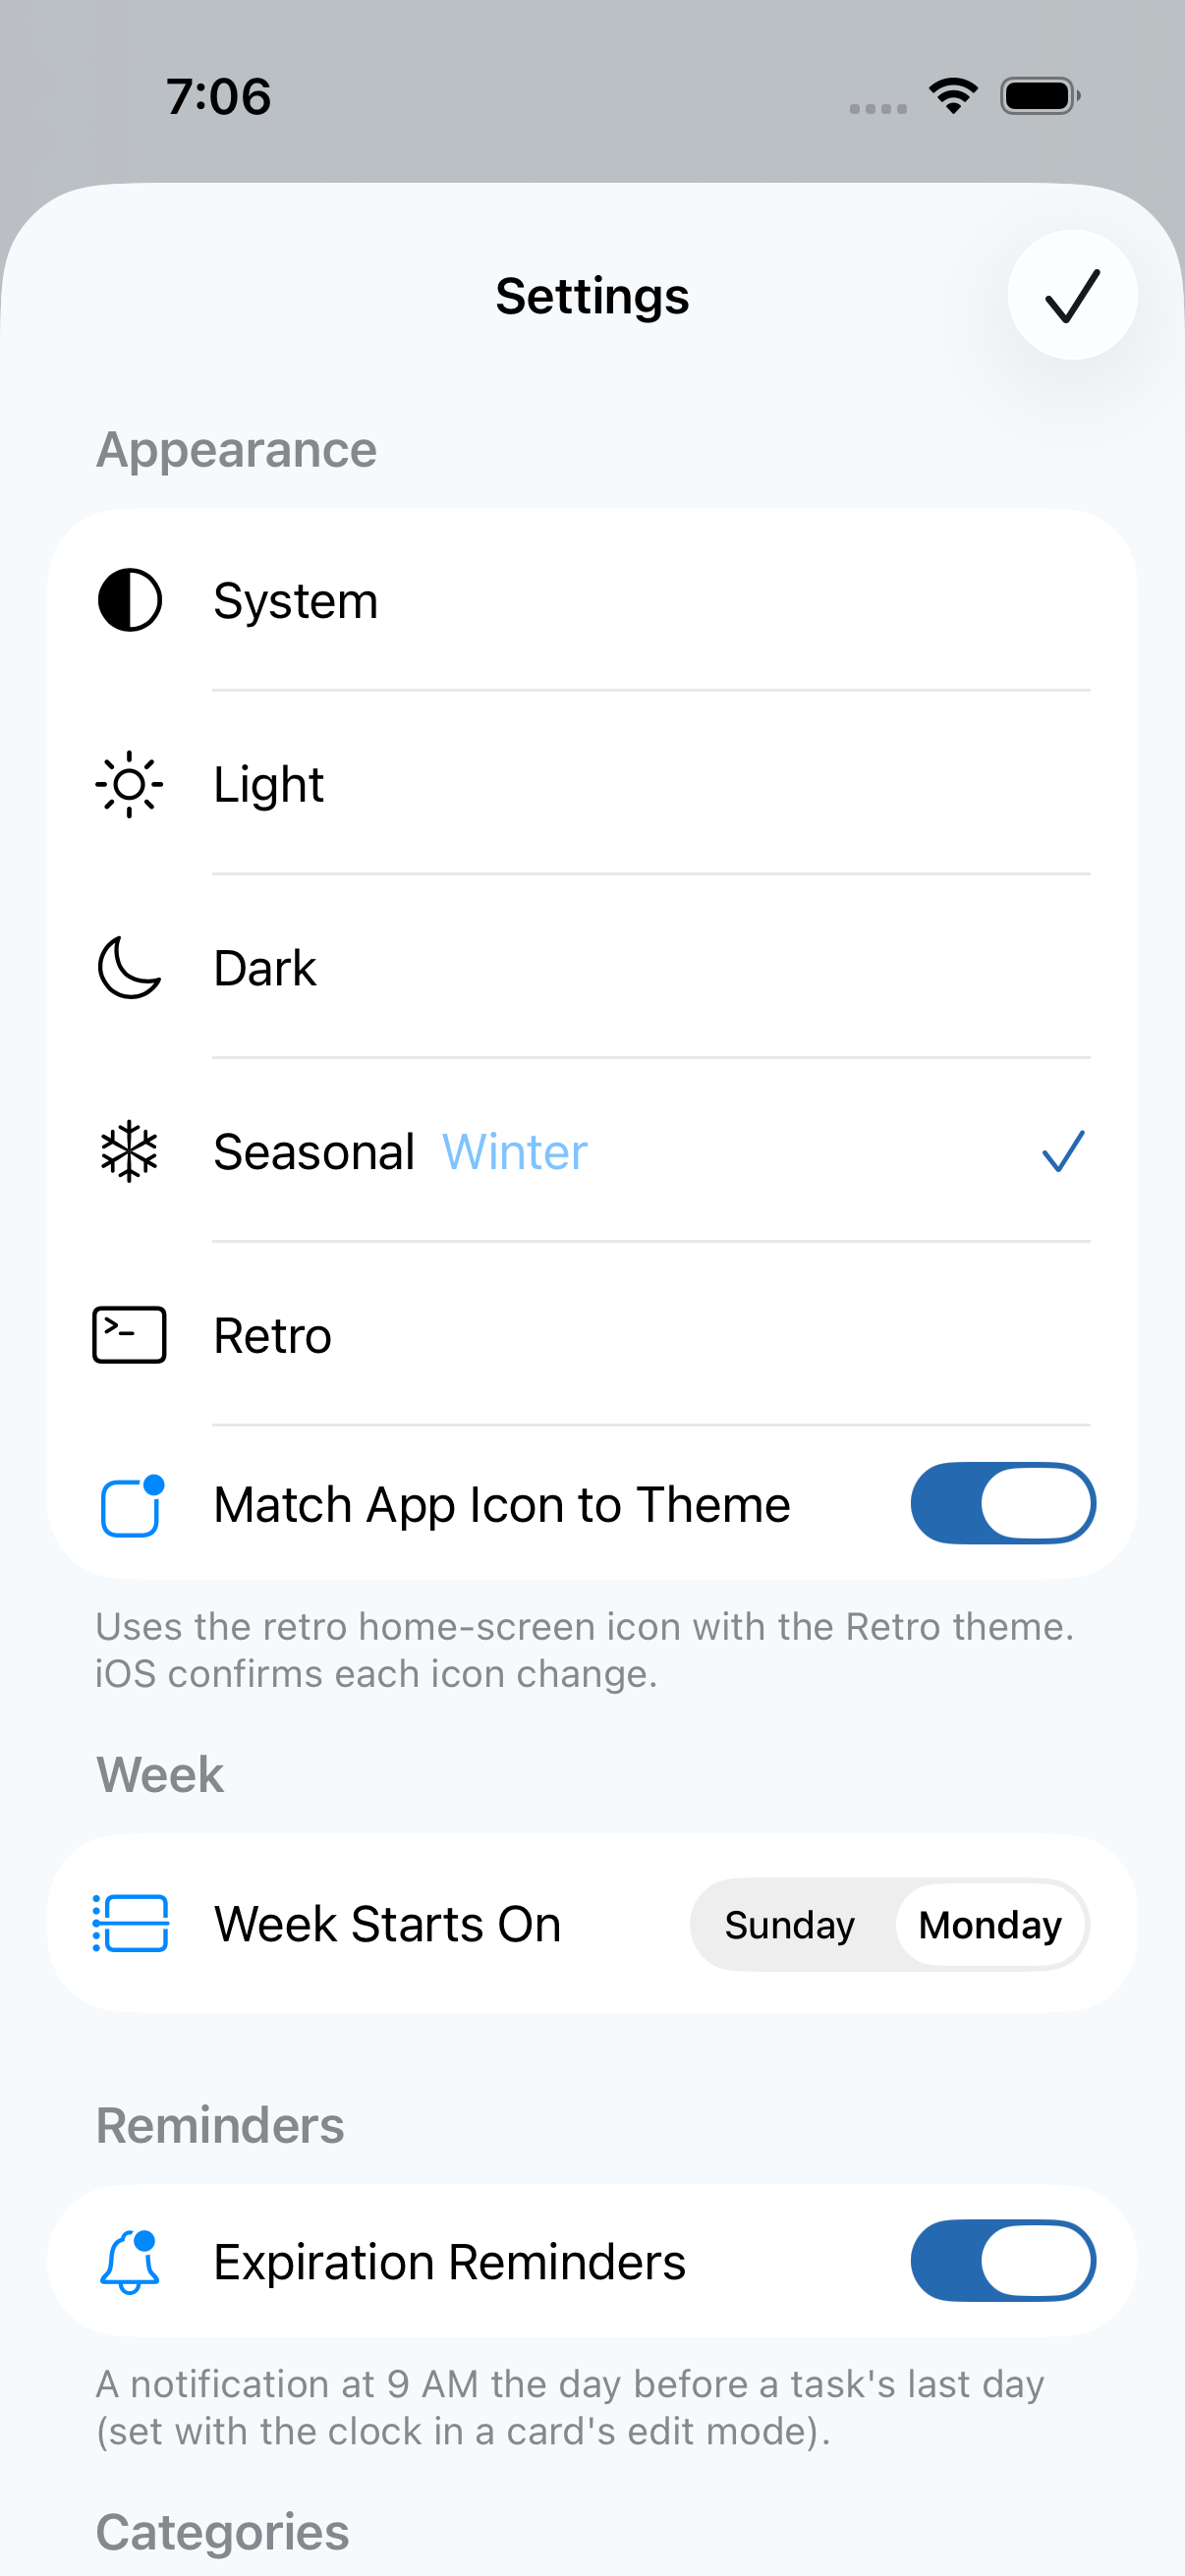 7:06
Settings
Appearance
System
Light
Dark
Seasonal Winter
Retro
Match App Icon to Theme
Uses the retro home-screen icon with the Retro theme.
iOS confirms each icon change.
Week
Week Starts On Sunday Monday
Reminders
Expiration Reminders
A notification at 9 AM the day before a task's last day
(set with the clock in a card's edit mode).
Categories